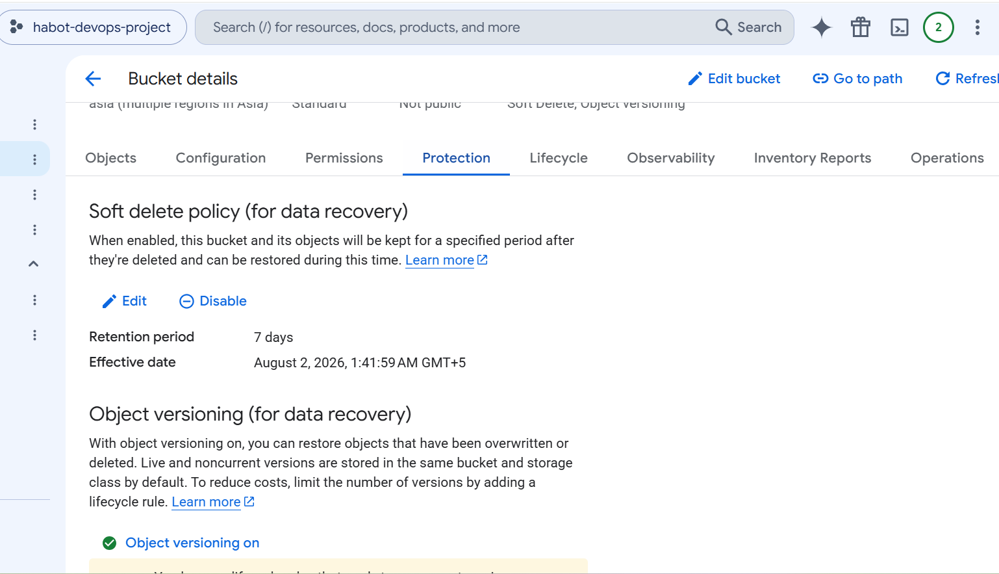 habot-devops-project
Search (/) for resources, docs, products, and more
Search
2
Bucket details
Edit bucket
Go to path
Refresh
asia (multiple regions in Asia) Standard Not public Soft Delete, Object versioning
Objects Configuration Permissions Protection Lifecycle Observability Inventory Reports Operations
Soft delete policy (for data recovery)
When enabled, this bucket and its objects will be kept for a specified period after
they're deleted and can be restored during this time. Learn more
Edit Disable
Retention period 7 days
Effective date August 2, 2026, 1:41:59 AM GMT+5
Object versioning (for data recovery)
With object versioning on, you can restore objects that have been overwritten or
deleted. Live and noncurrent versions are stored in the same bucket and storage
class by default. To reduce costs, limit the number of versions by adding a
lifecycle rule. Learn more
Object versioning on